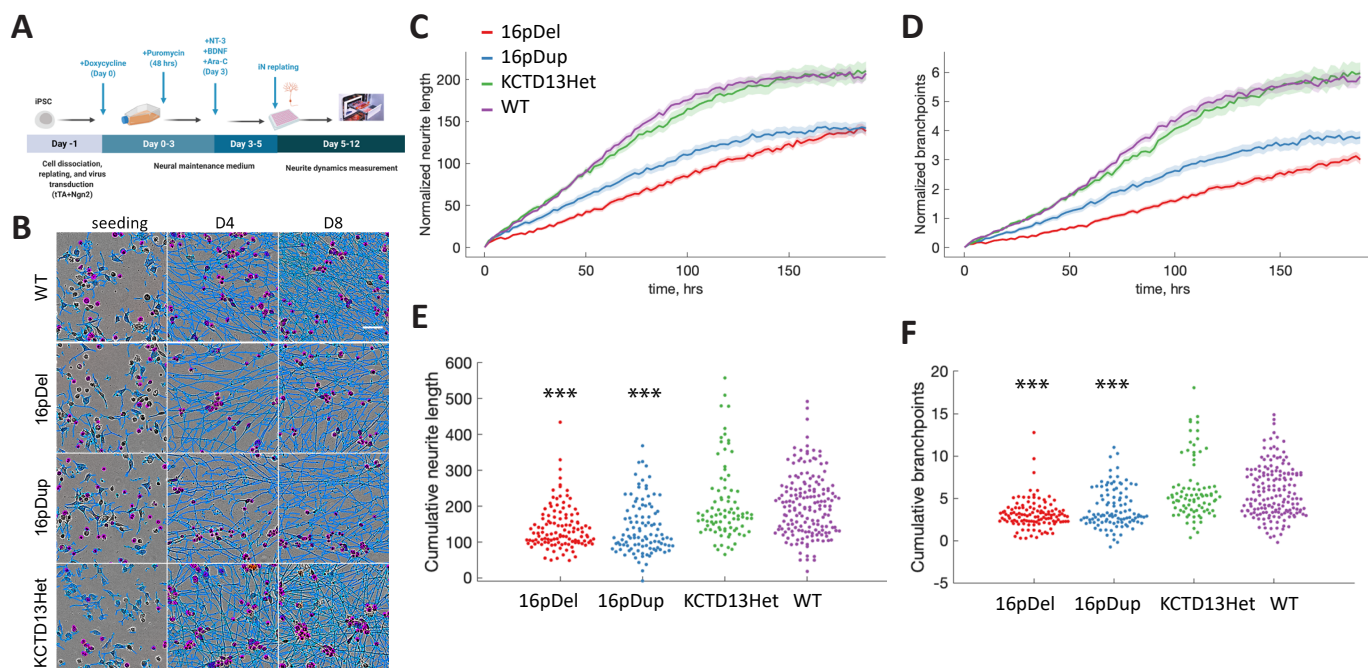 A
+Doxycycline
(Day 0)
+Puromycin
(48 hrs)
+NT-3
+BDNF
+Ara-C
(Day 3)
iN replating
iPSC
Day -1
Day 0-3
Day 3-5
Day 5-12
Cell dissociation,
replating, and virus
transduction
(tTA+Ngn2)
Neural maintenance medium
Neurite dynamics measurement
B
seeding D4 D8
WT
16pDel
16pDup
KCTD13Het
C
16pDel
16pDup
KCTD13Het
WT
Normalized neurite length
200
150
100
50
0
0 50 100 150
time, hrs
D
Normalized branchpoints
6
5
4
3
2
1
0
0 50 100 150
time, hrs
E
Cumulative neurite length
600
500
400
300
200
100
0
*** ***
16pDel 16pDup KCTD13Het WT
F
Cumulative branchpoints
20
15
10
5
0
-5
*** ***
16pDel 16pDup KCTD13Het WT